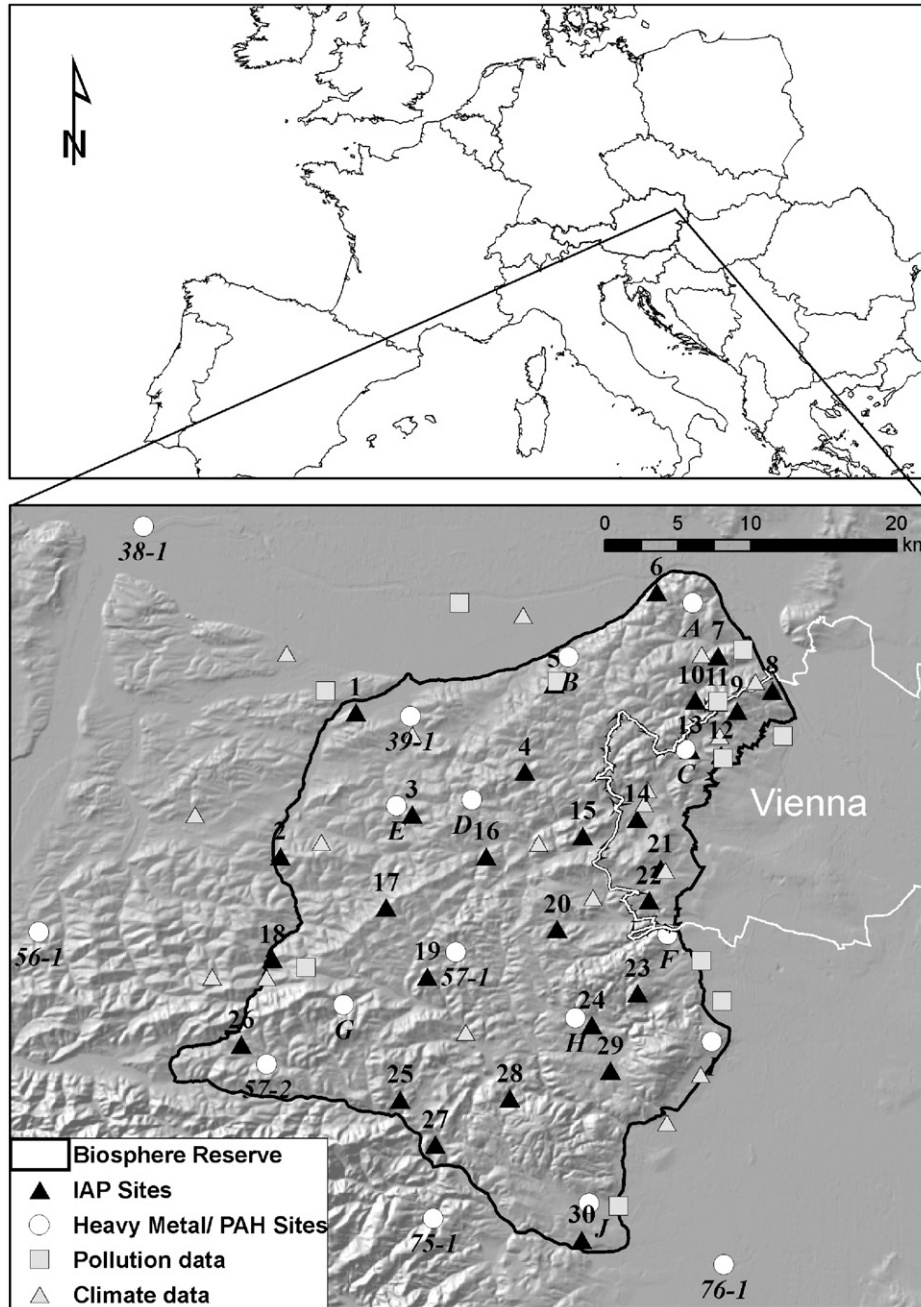 N
38-1
0 5 10 20
km
6
A
7
5
B
10 11 9 8
1
39-1
13 12
C
4
Vienna
3
E D
14
15
16
2
21
17
22
20
56-1
18
19
57-1
F
23
G
24
H
26
29
57-2
25
28
27
30
J
75-1
76-1
Biosphere Reserve
IAP Sites
Heavy Metal/ PAH Sites
Pollution data
Climate data